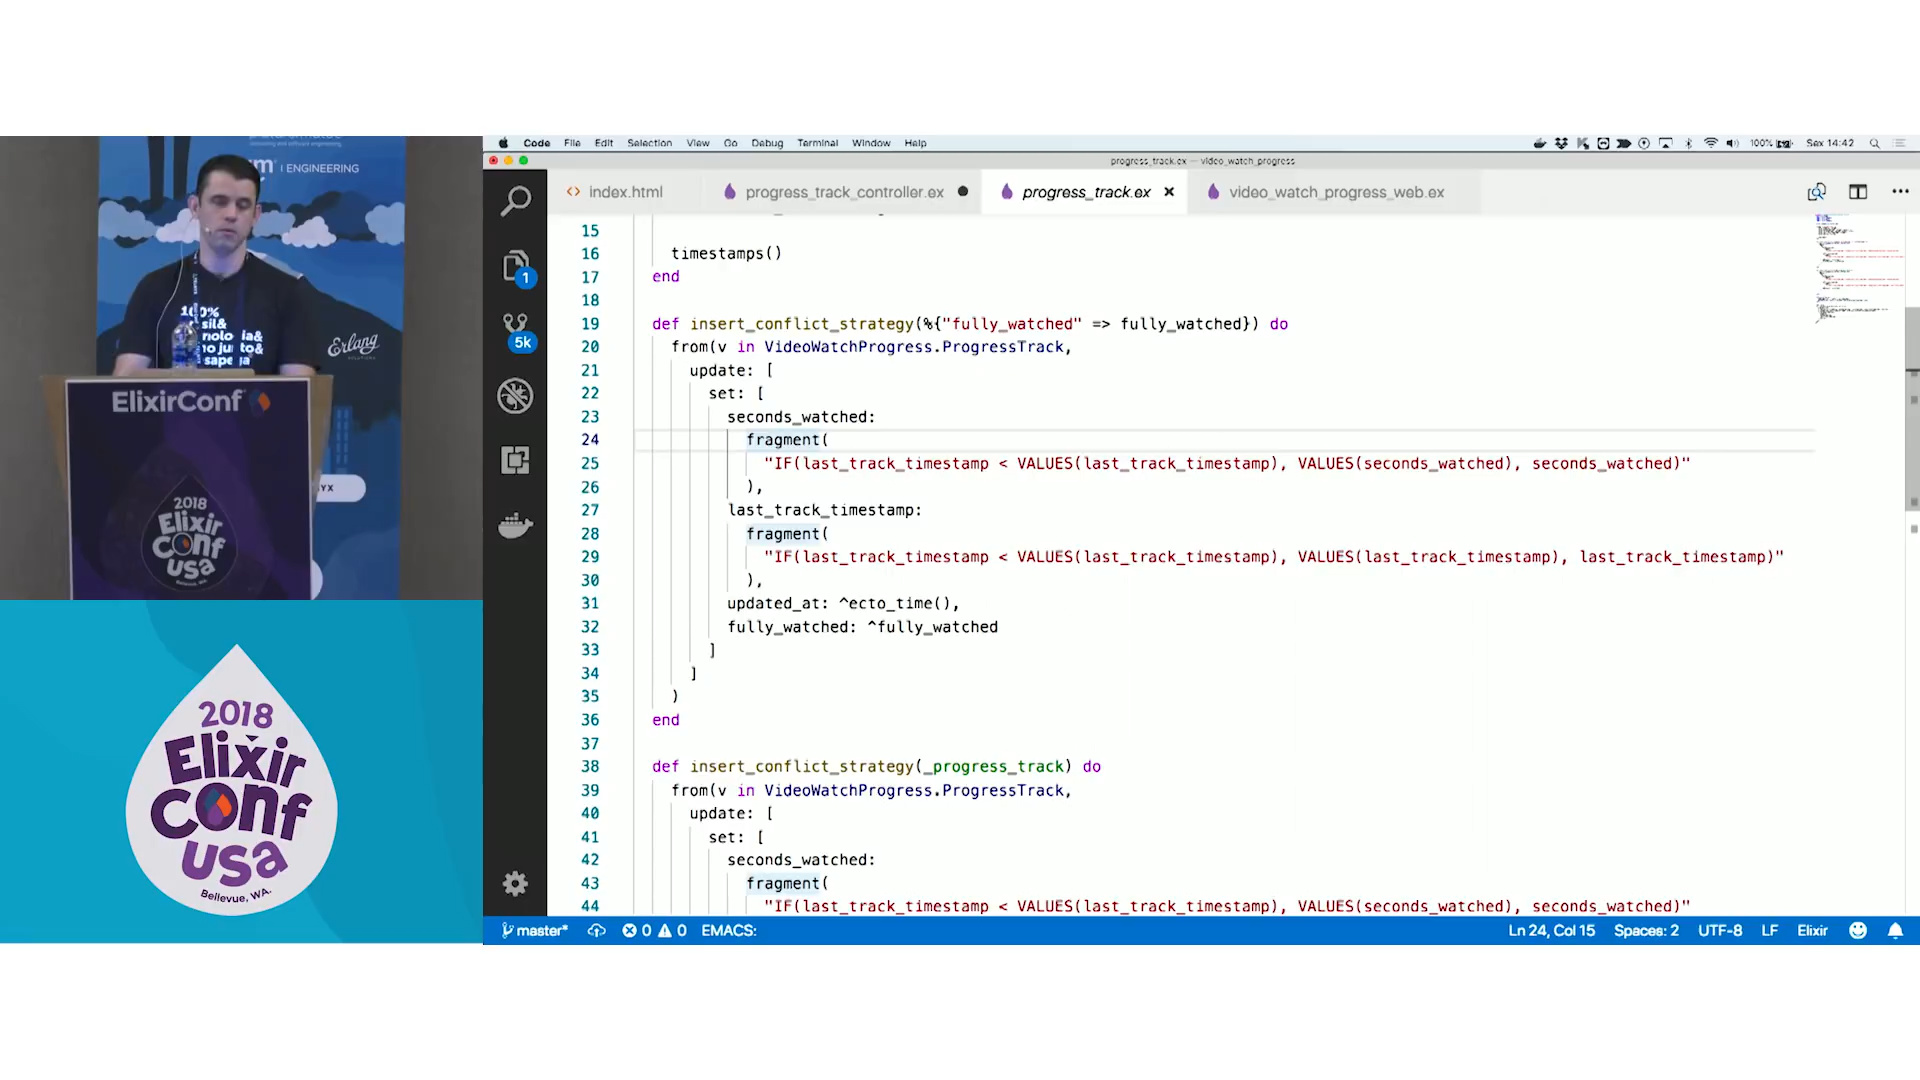 ENGINEERING
100%
Erlang
SOLUTIONS
ElixirConf
2018
Elixir
Conf
USA
Bellevue, WA.
2018
Elixir
Conf
USA
Bellevue, WA.
Code File Edit Selection View Go Debug Terminal Window Help 100% Sex 14:42
progress_track.ex — video_watch_progress
index.html progress_track_controller.ex progress_track.ex video_watch_progress_web.ex
1
5k
15
16 timestamps()
17 end
18
19 def insert_conflict_strategy(%{"fully_watched" => fully_watched}) do
20 from(v in VideoWatchProgress.ProgressTrack,
21 update: [
22 set: [
23 seconds_watched:
24 fragment(
25 "IF(last_track_timestamp < VALUES(last_track_timestamp), VALUES(seconds_watched), seconds_watched)"
26 ),
27 last_track_timestamp:
28 fragment(
29 "IF(last_track_timestamp < VALUES(last_track_timestamp), VALUES(last_track_timestamp), last_track_timestamp)"
30 ),
31 updated_at: ^ecto_time(),
32 fully_watched: ^fully_watched
33 ]
34 ]
35 )
36 end
37
38 def insert_conflict_strategy(_progress_track) do
39 from(v in VideoWatchProgress.ProgressTrack,
40 update: [
41 set: [
42 seconds_watched:
43 fragment(
44 "IF(last_track_timestamp < VALUES(last_track_timestamp), VALUES(seconds_watched), seconds_watched)"
master* 0 0 EMACS: Ln 24, Col 15 Spaces: 2 UTF-8 LF Elixir